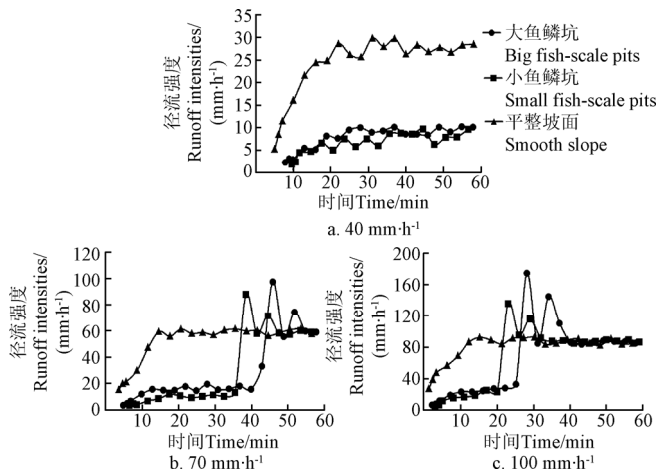 35
30
25
20
15
10
5
0
径流强度
Runoff intensities/
(mm·h-1)
10 20 30 40 50 60
时间Time/min
a. 40 mm·h-1
大鱼鳞坑
Big fish-scale pits
小鱼鳞坑
Small fish-scale pits
平整坡面
Smooth slope
120
100
80
60
40
20
0
径流强度
Runoff intensities/
(mm·h-1)
10 20 30 40 50 60
时间Time/min
b. 70 mm·h-1
200
160
120
80
40
0
径流强度
Runoff intensities/
(mm·h-1)
10 20 30 40 50 60
时间Time/min
c. 100 mm·h-1